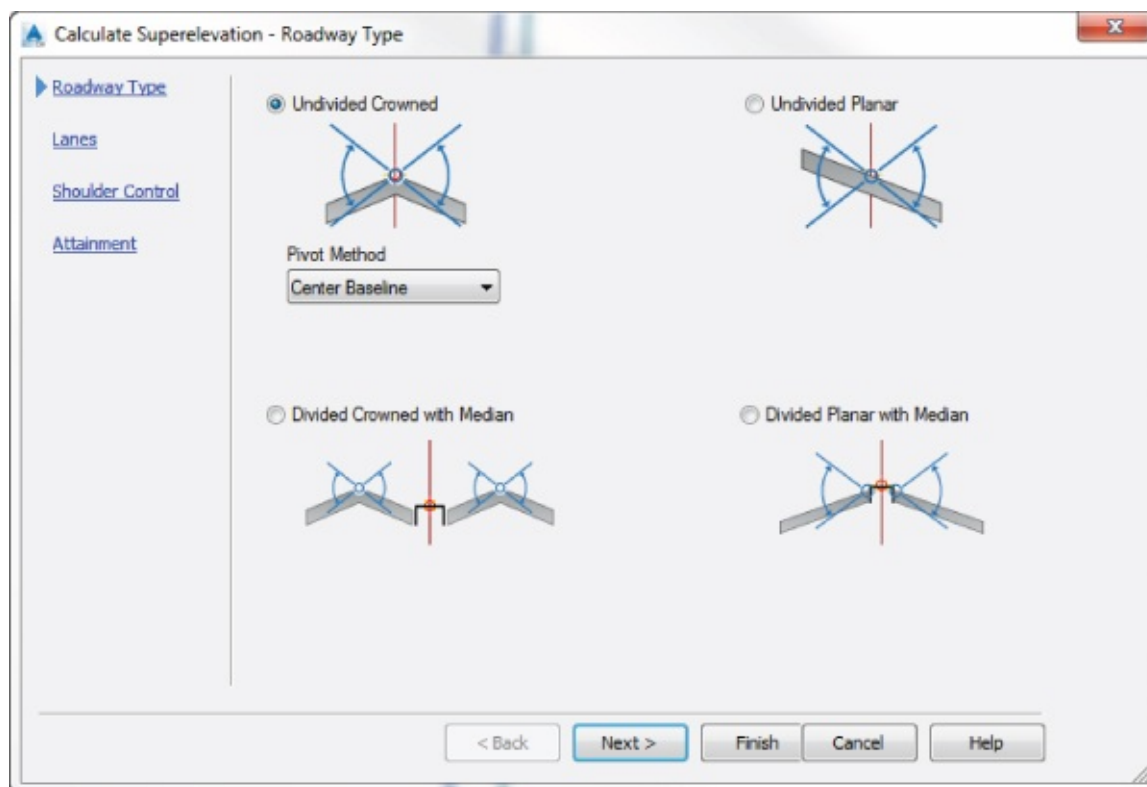 Calculate Superelevation - Roadway Type
Roadway Type
Lanes
Shoulder Control
Attainment
Undivided Crowned
Undivided Planar
Pivot Method
Center Baseline
Divided Crowned with Median
Divided Planar with Median
< Back
Next >
Finish
Cancel
Help